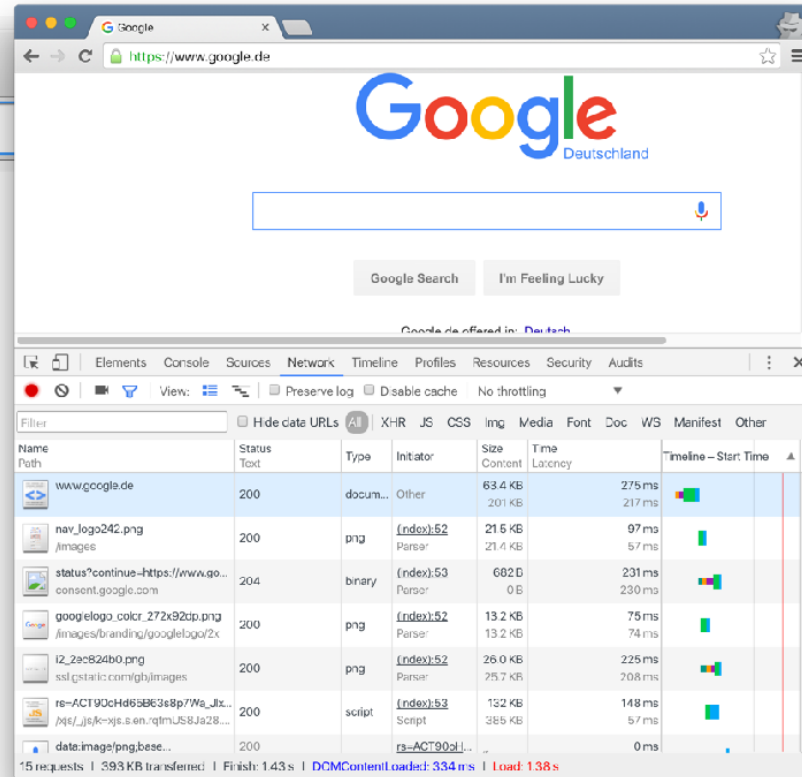 Google
https://www.google.de
Google
Deutschland
Google Search I'm Feeling Lucky
Google.de offered in: Deutsch
Elements Console Sources Network Timeline Profiles Resources Security Audits
View: Preserve log Disable cache No throttling
Filter Hide data URLs All XHR JS CSS Img Media Font Doc WS Manifest Other
Name Status Type Initiator Size Time Timeline – Start Time
Path Text Content Latency
www.google.de 200 docum... Other 63.4 KB 275 ms
201 KB 217 ms
nav_logo242.png 200 png (index):52 21.5 KB 97 ms
/images Parser 21.4 KB 57 ms
status?continue=https://www.go... 204 binary (index):53 682 B 231 ms
consent.google.com Parser 0 B 230 ms
googlelogo_color_272x92dp.png 200 png (index):52 13.2 KB 75 ms
/images/branding/googlelogo/2x Parser 13.2 KB 74 ms
i2_2ec824b0.png 200 png (index):52 26.0 KB 225 ms
ssl.gstatic.com/gb/images Parser 25.7 KB 208 ms
200 script (index):53 132 KB 148 ms
Script 385 KB 57 ms
data:image/png;base... 200 0 ms
15 requests | 393 KB transferred | Finish: 1.43 s | DOMContentLoaded: 334 ms | Load: 1.38 s